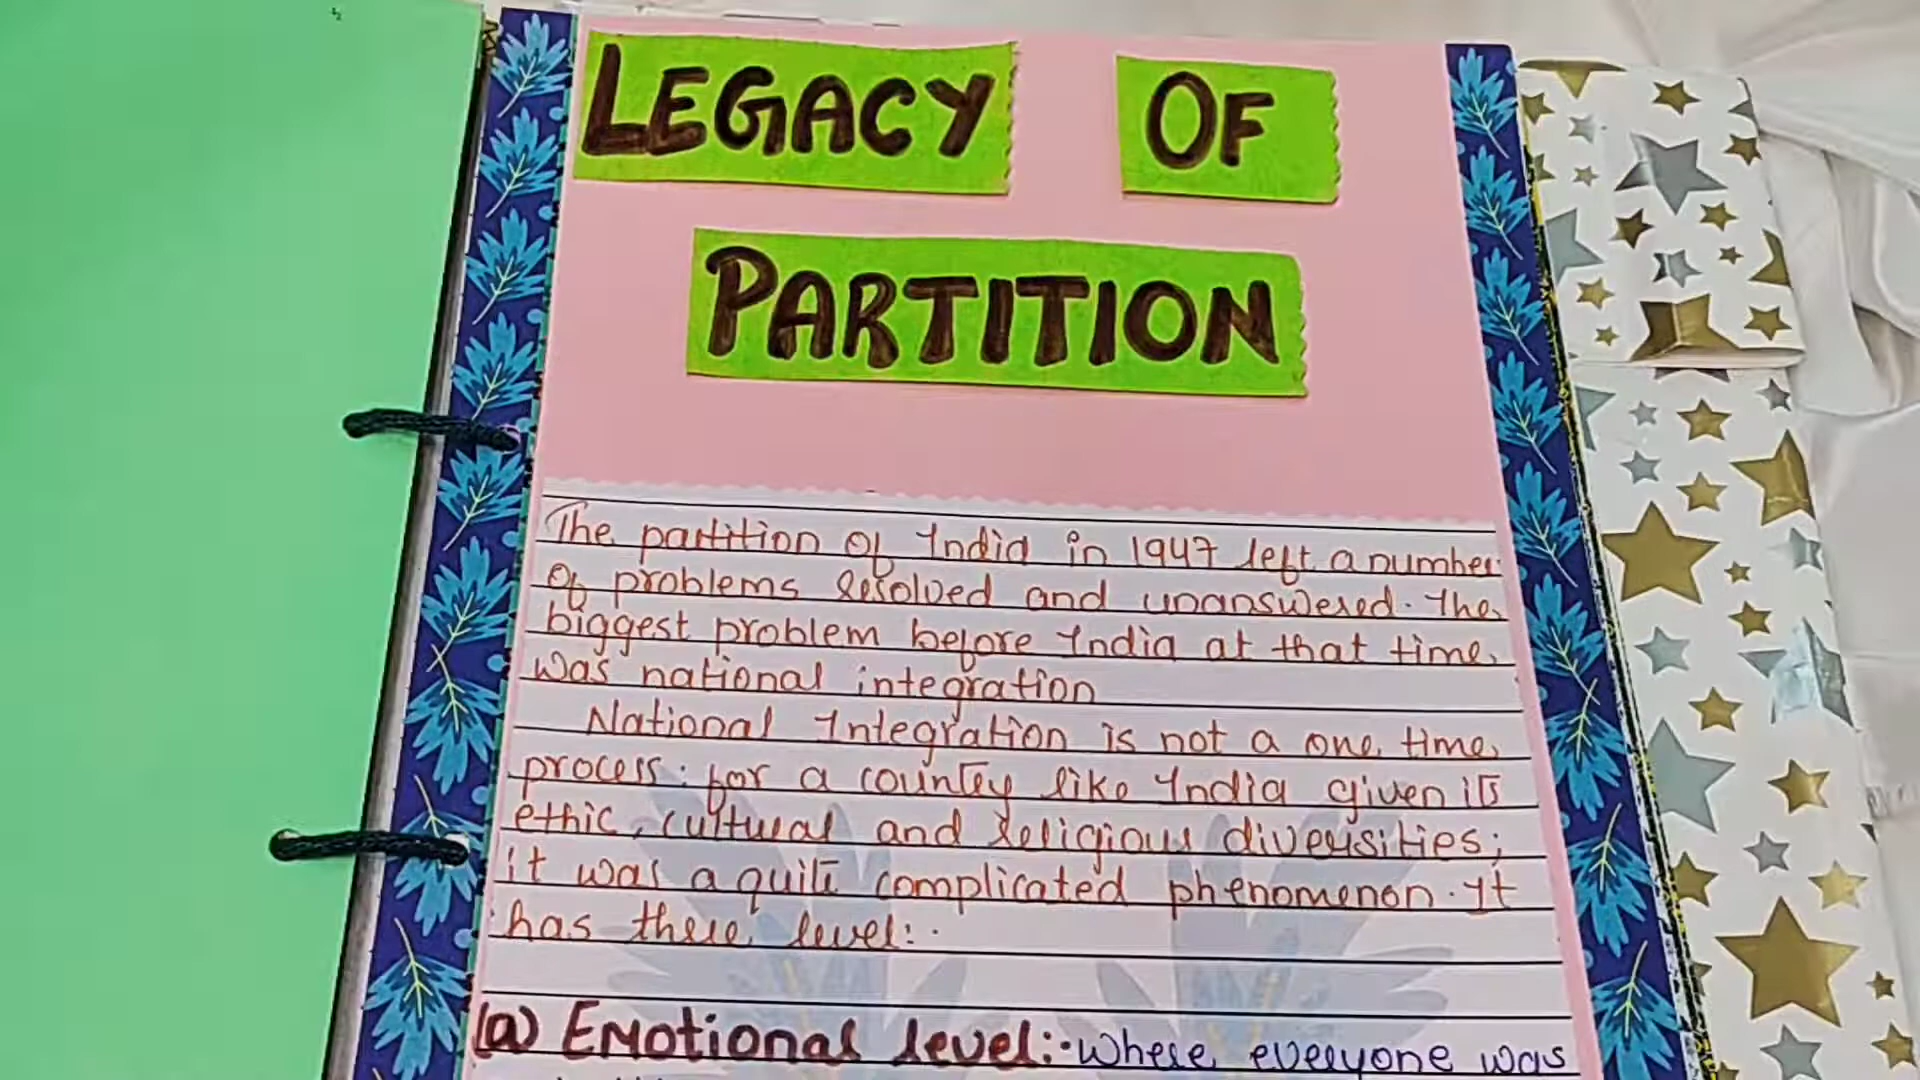 LEGACY OF
PARTITION
The partition of India in 1947 left a number
of problems resolved and unanswered. The
biggest problem before India at that time
was national integration
National Integration is not a one time
process: for a country like India given its
ethic, cultural and religious diversities;
it was a quite complicated phenomenon. It
has three level:-
(a) Emotional level:- where everyone was